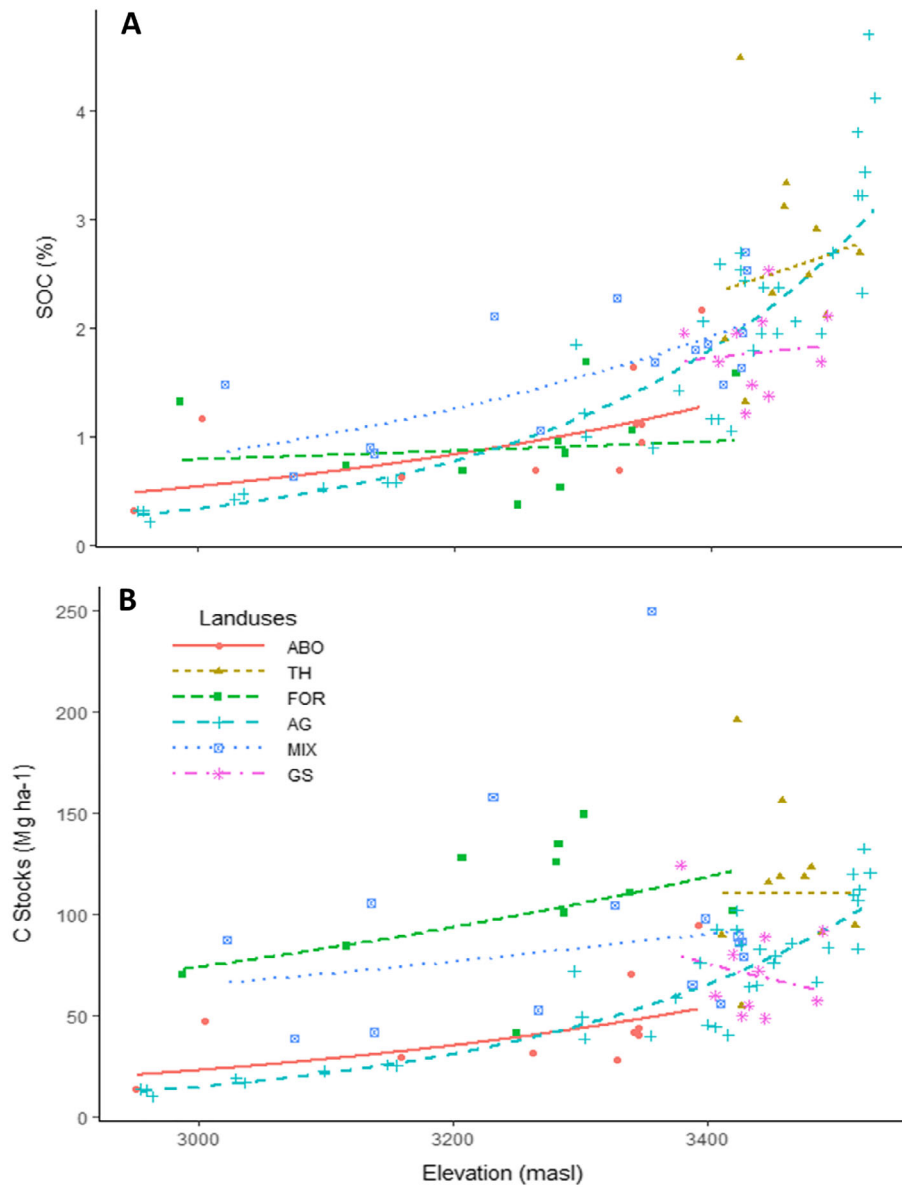 A
4
3
2
1
0
SOC (%)
B
250
200
150
100
50
0
C Stocks (Mg ha-1)
Landuses
ABO
TH
FOR
AG
MIX
GS
3000 3200 3400
Elevation (masl)